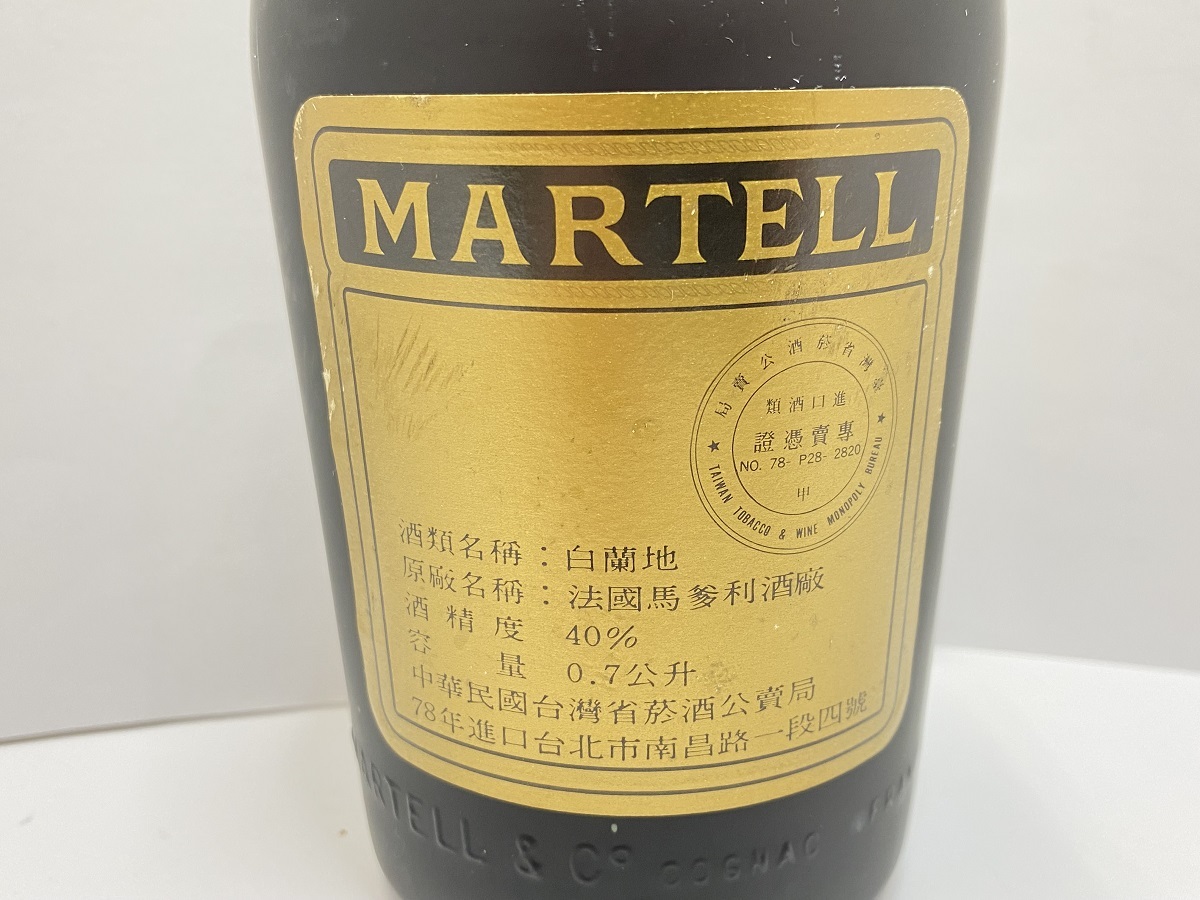 MARTELL
臺灣省菸酒公賣局
進口酒類
專賣憑證
NO. 78- P28- 2820
甲
★ TAIWAN TOBACCO & WINE MONOPOLY BUREAU ★
酒類名稱：白蘭地
原廠名稱：法國馬爹利酒廠
酒精度 40%
容量 0.7公升
中華民國台灣省菸酒公賣局
78年進口台北市南昌路一段四號
MARTELL & Cº COGNAC